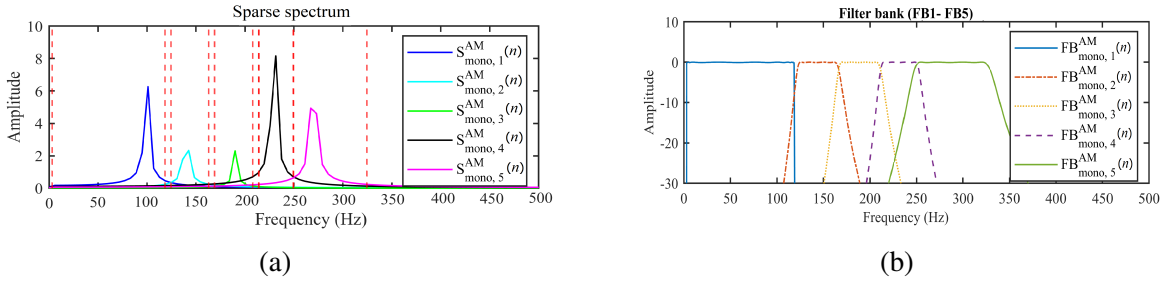 Sparse spectrum
Amplitude
10
8
6
4
2
0
0 50 100 150 200 250 300 350 400 450 500
Frequency (Hz)
S^AM_mono, 1(n)
S^AM_mono, 2(n)
S^AM_mono, 3(n)
S^AM_mono, 4(n)
S^AM_mono, 5(n)
(a)
Filter bank (FB1- FB5)
Amplitude
10
0
-10
-20
-30
0 50 100 150 200 250 300 350 400 450 500
Frequency (Hz)
FB^AM_mono, 1(n)
FB^AM_mono, 2(n)
FB^AM_mono, 3(n)
FB^AM_mono, 4(n)
FB^AM_mono, 5(n)
(b)